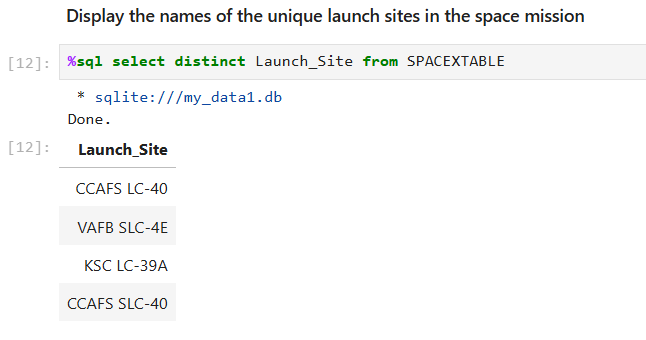 Display the names of the unique launch sites in the space mission
[12]: %sql select distinct Launch_Site from SPACEXTABLE
* sqlite:///my_data1.db
Done.
[12]: Launch_Site
CCAFS LC-40
VAFB SLC-4E
KSC LC-39A
CCAFS SLC-40